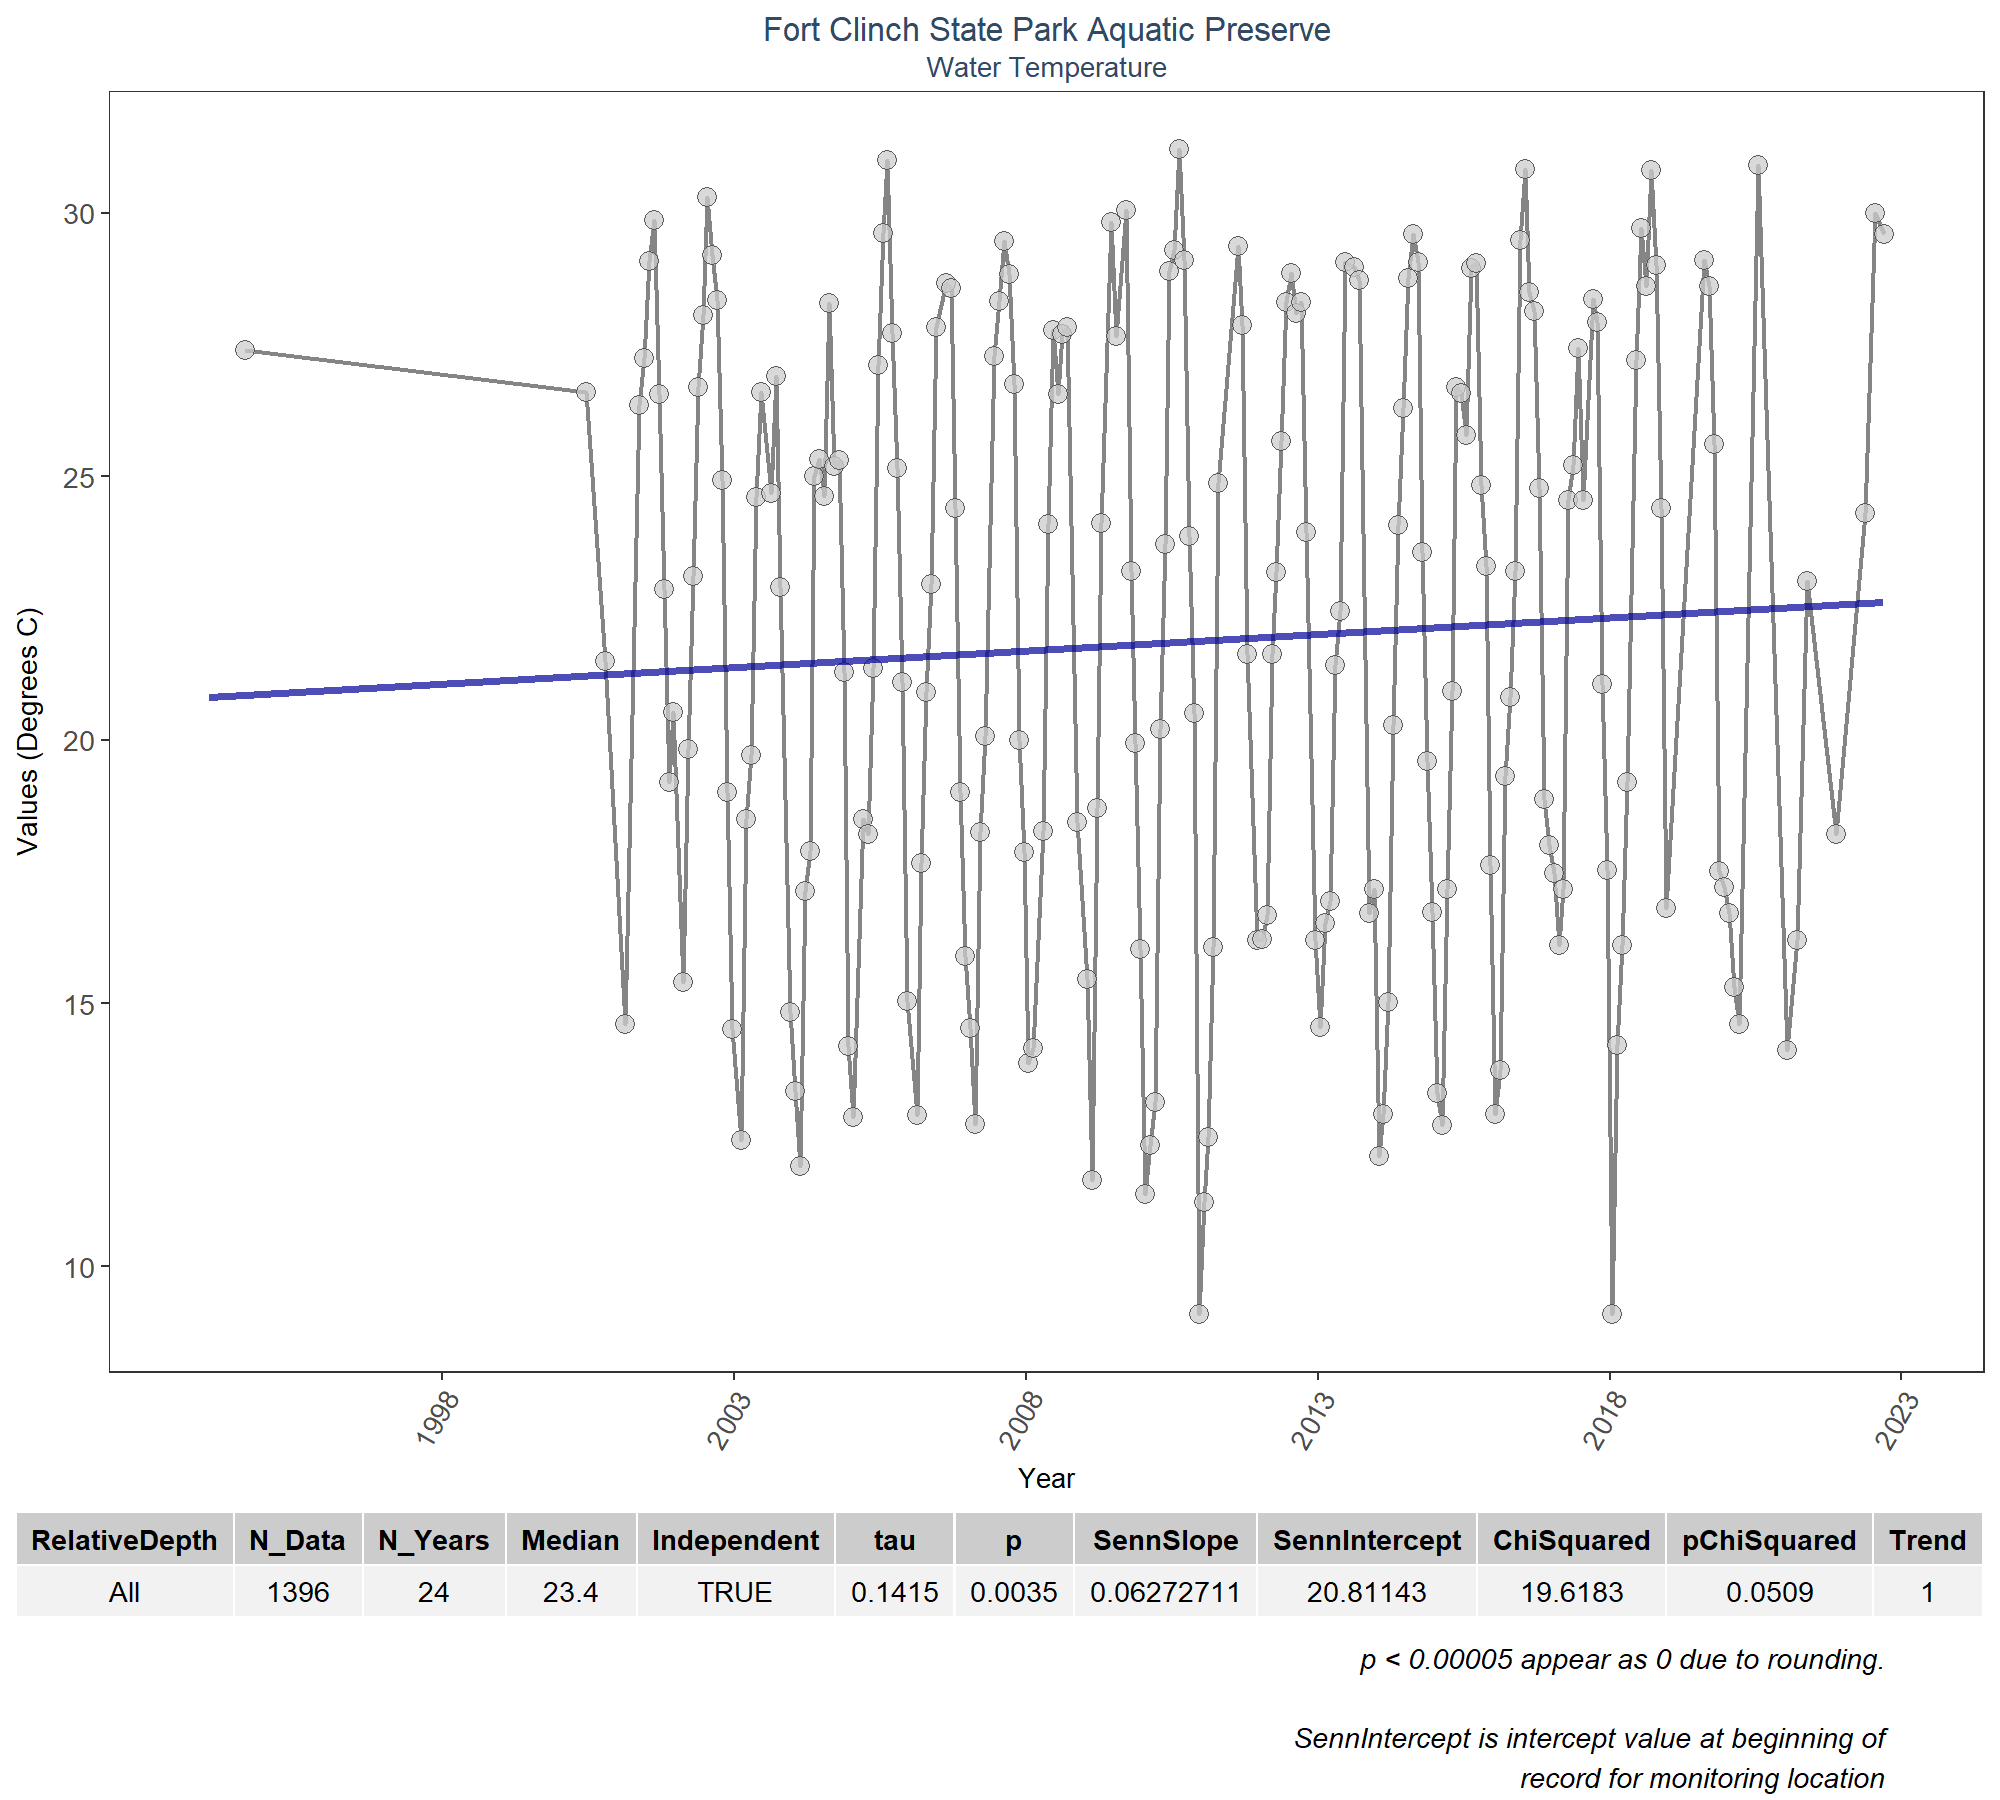 Fort Clinch State Park Aquatic Preserve
Water Temperature
Values (Degrees C)
30
25
20
15
10
1998
2003
2008
2013
2018
2023
Year
RelativeDepth N_Data N_Years Median Independent tau p SennSlope SennIntercept ChiSquared pChiSquared Trend
All 1396 24 23.4 TRUE 0.1415 0.0035 0.06272711 20.81143 19.6183 0.0509 1
p < 0.00005 appear as 0 due to rounding.
SennIntercept is intercept value at beginning of
record for monitoring location